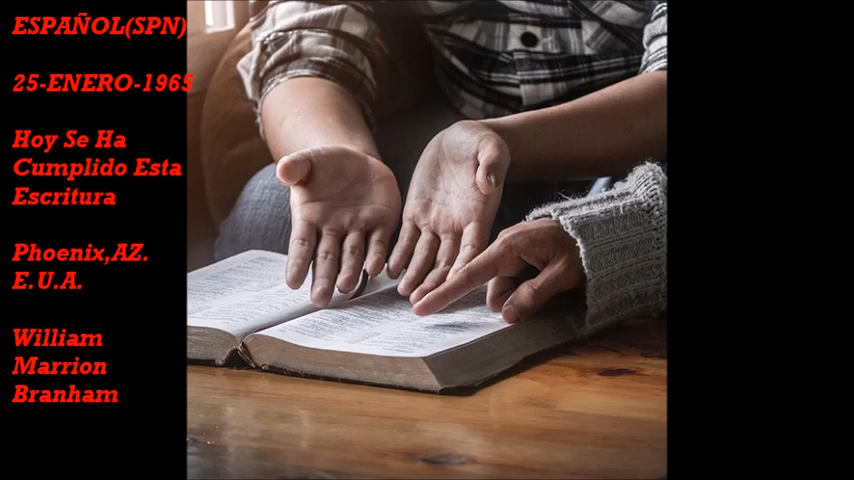 ESPAÑOL(SPN)
25-ENERO-1965
Hoy Se Ha
Cumplido Esta
Escritura
Phoenix,AZ.
E.U.A.
William
Marrion
Branham